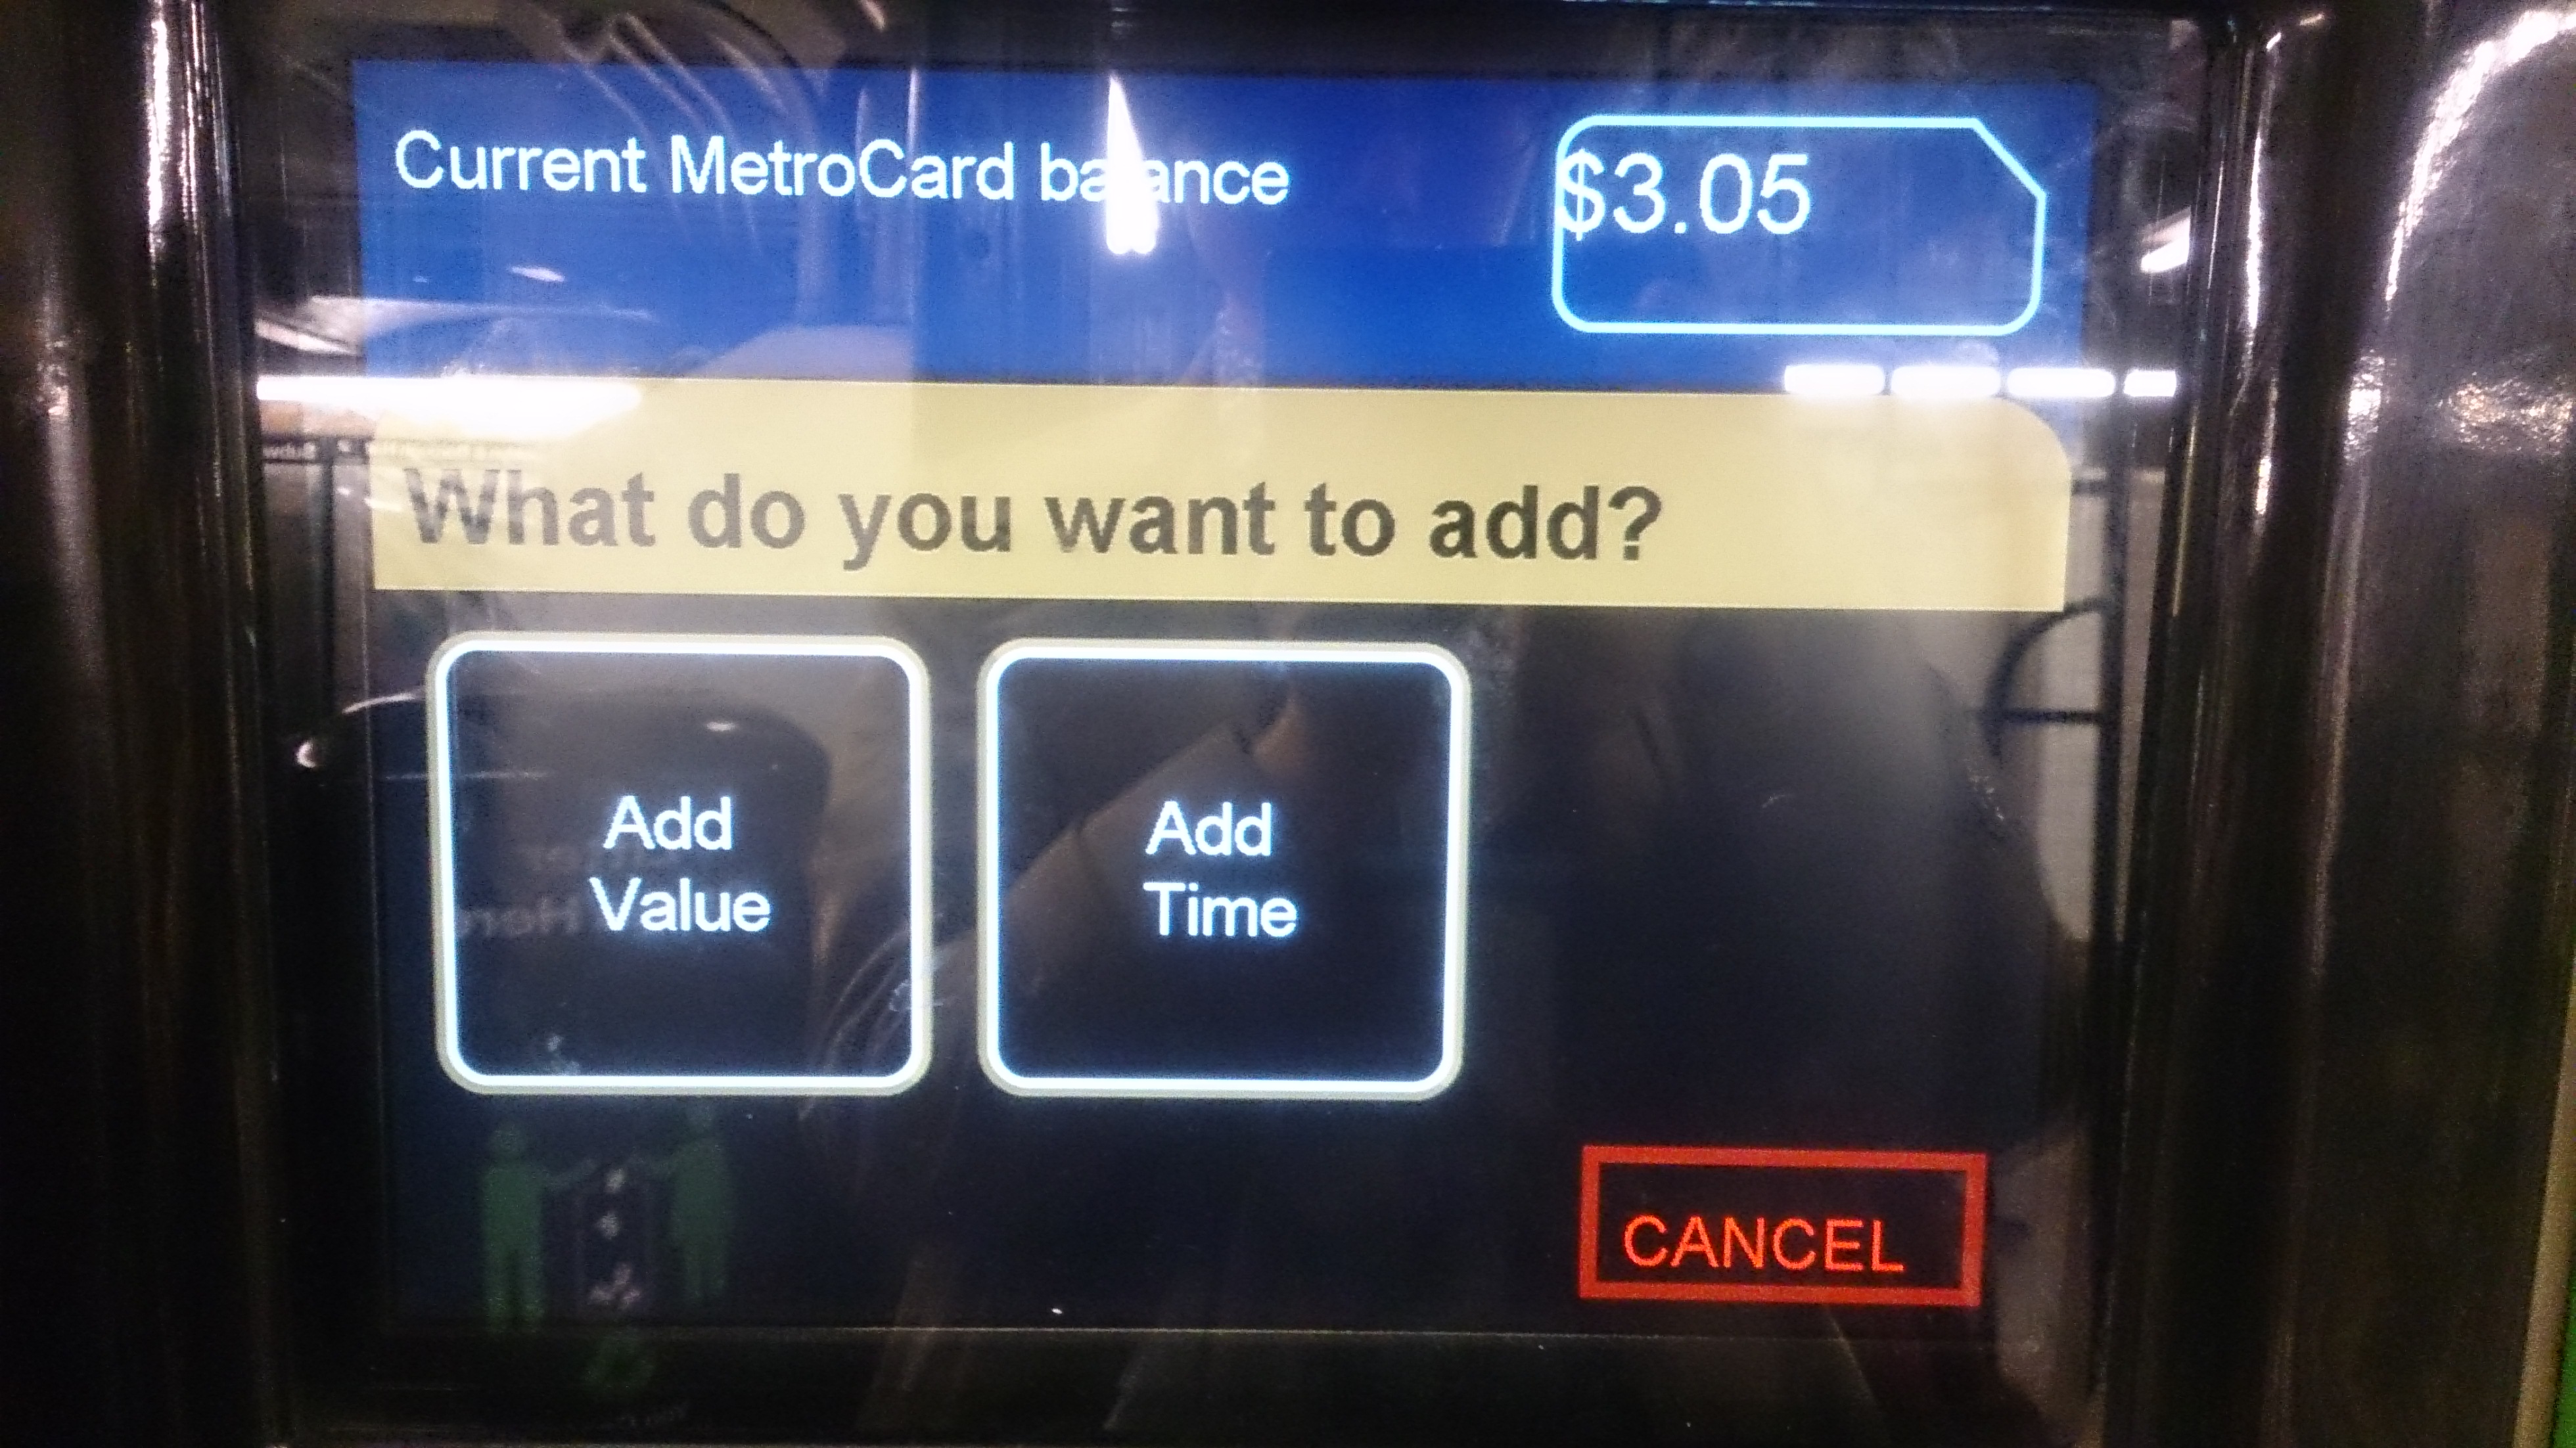 Current MetroCard balance
$3.05
What do you want to add?
Add
Value
Add
Time
CANCEL